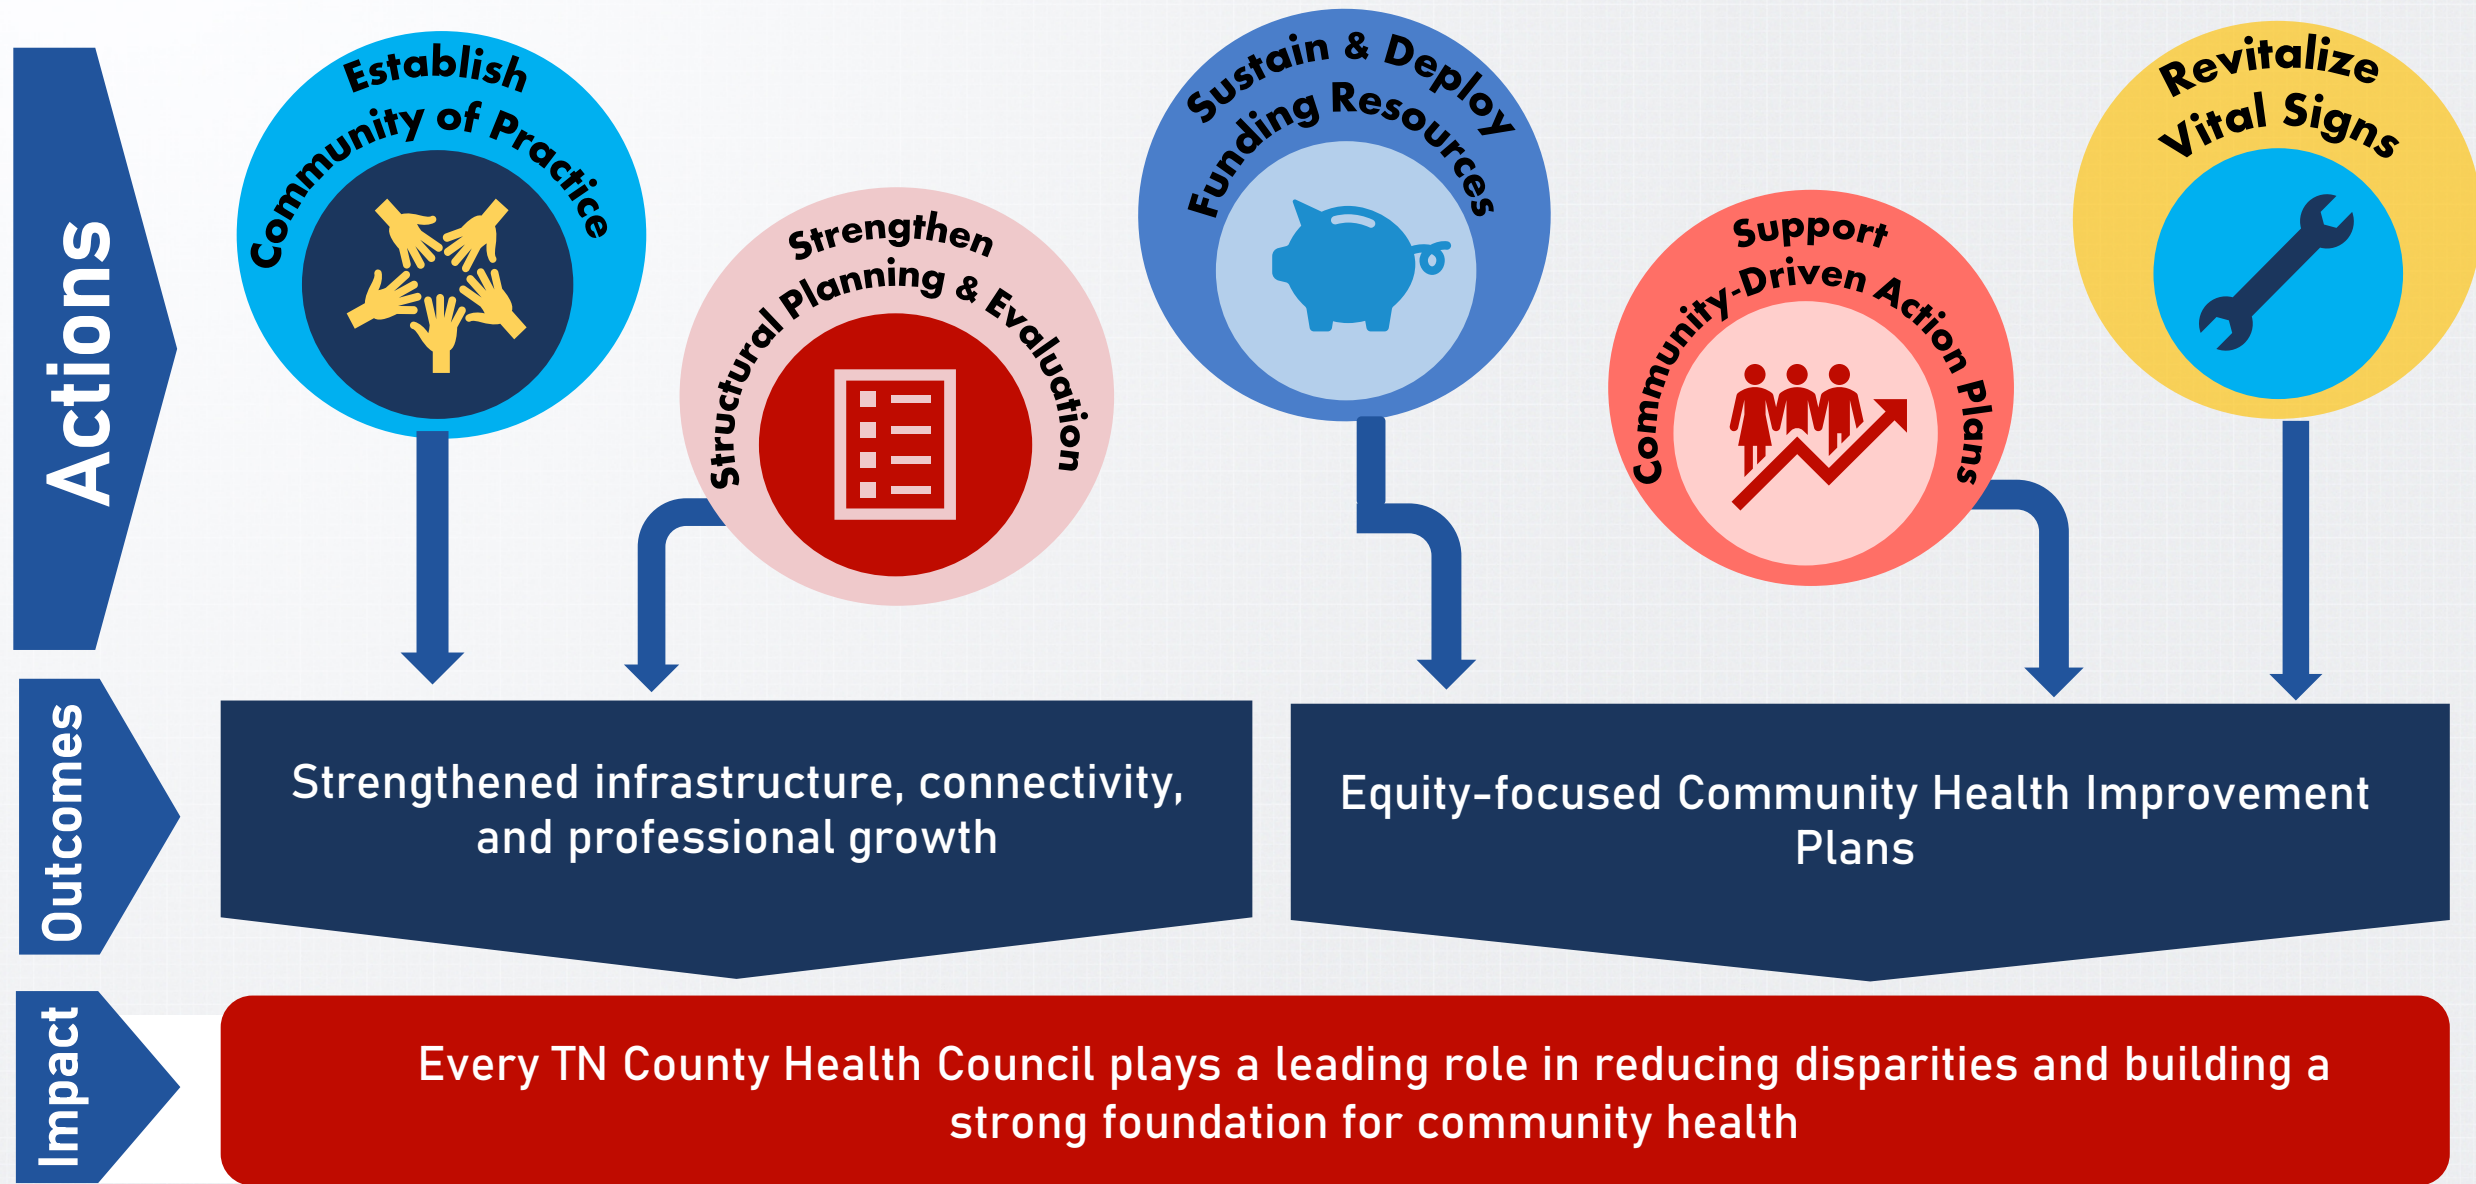 Actions
Establish
Community of Practice
Strengthen
Structural Planning & Evaluation
Sustain & Deploy
Funding Resources
Support
Community-Driven Action Plans
Revitalize
Vital Signs
Outcomes
Strengthened infrastructure, connectivity,
and professional growth
Equity-focused Community Health Improvement
Plans
Impact
Every TN County Health Council plays a leading role in reducing disparities and building a
strong foundation for community health